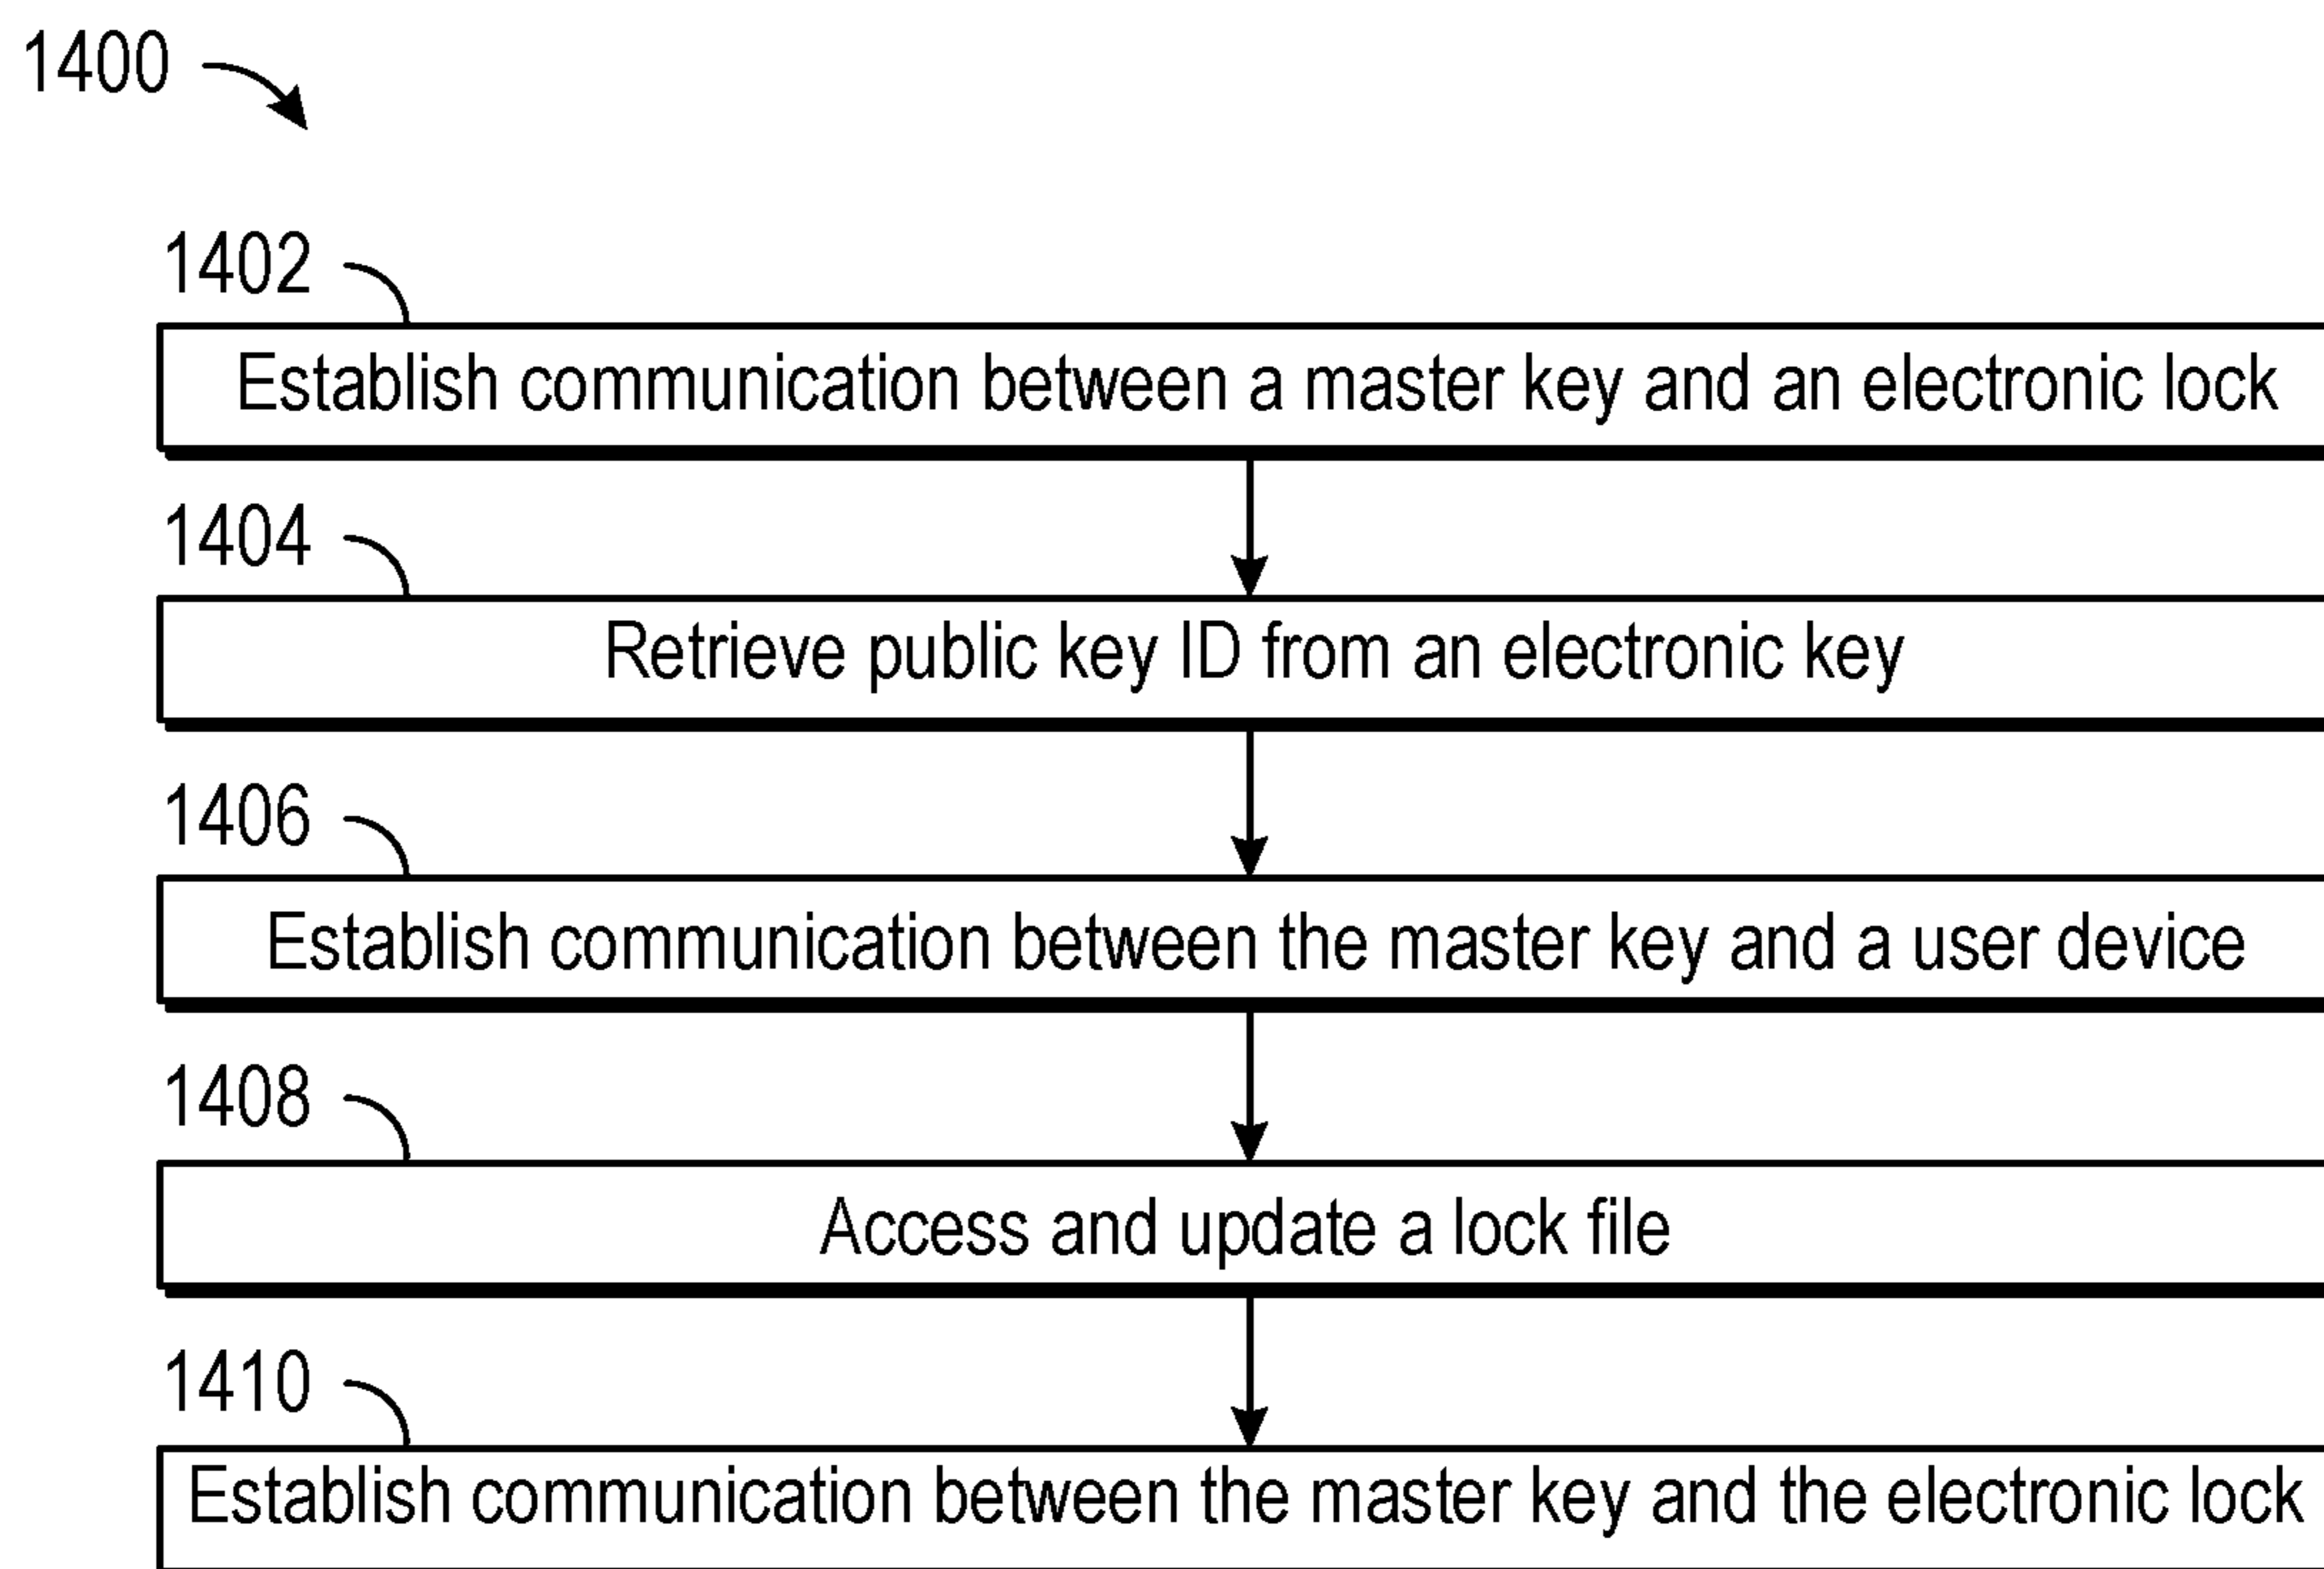 1400
1402
Establish communication between a master key and an electronic lock
1404
Retrieve public key ID from an electronic key
1406
Establish communication between the master key and a user device
1408
Access and update a lock file
1410
Establish communication between the master key and the electronic lock